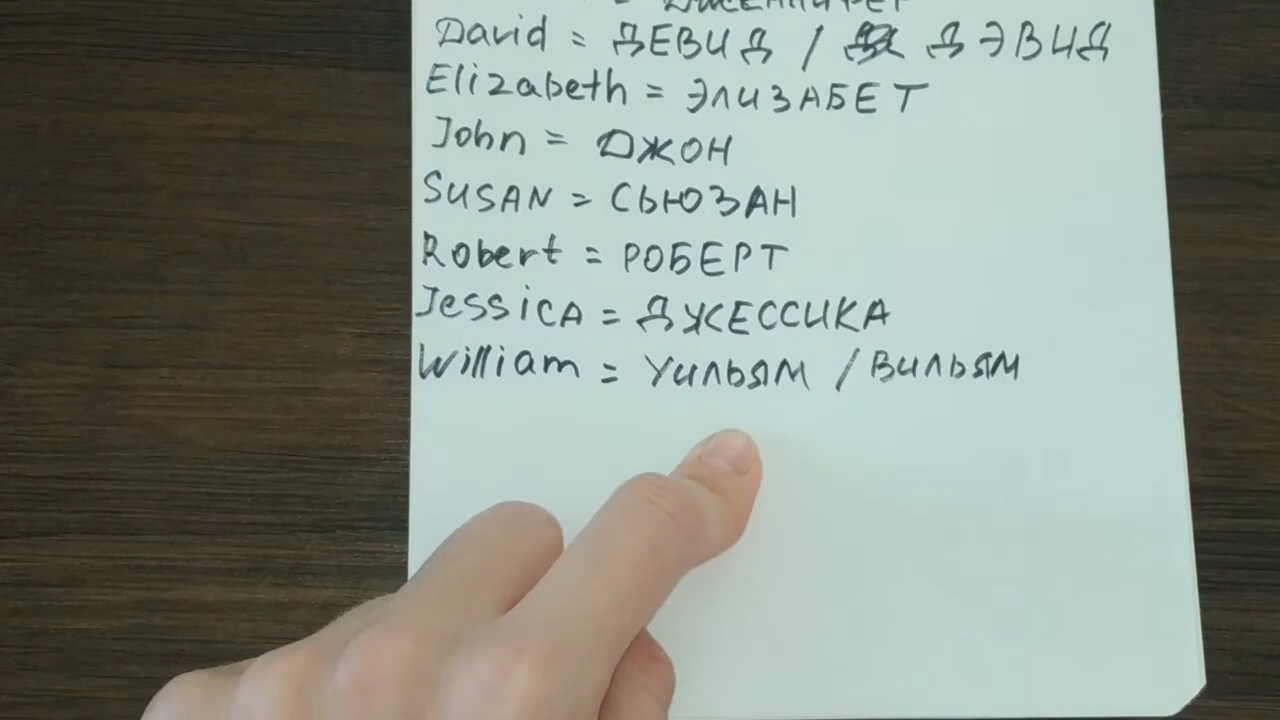 David = ДЕВИД / ДЭВИД
Elizabeth = ЭЛИЗАБЕТ
John = ДЖОН
SUSAN = СЬЮЗАН
Robert = РОБЕРТ
JessicA = ДЖЕССИКА
William = УИЛЬЯМ / ВИЛЬЯМ